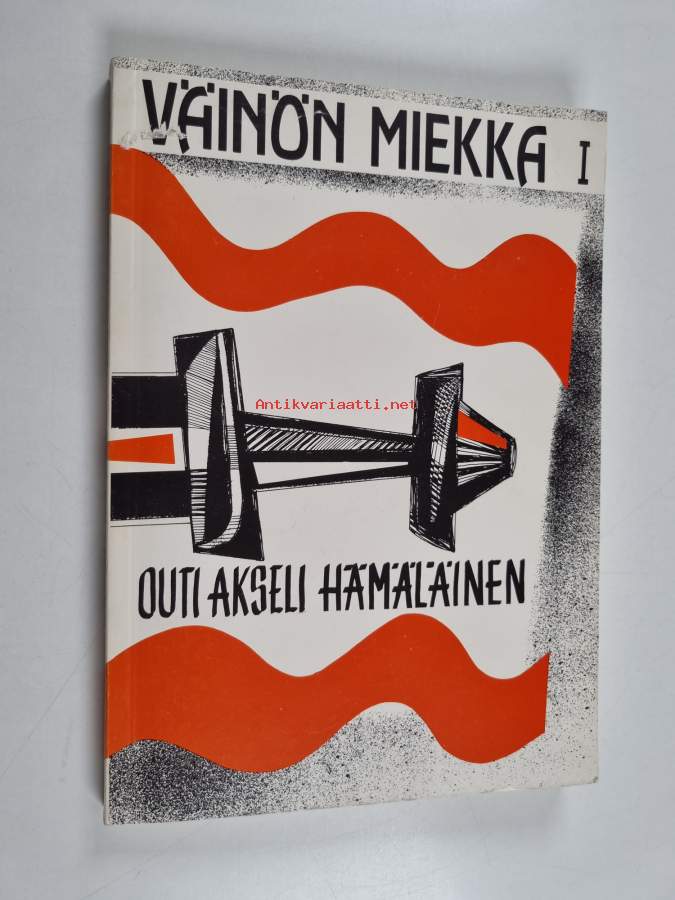 VÄINÖN MIEKKA I
Antikvariaatti.net
OUTI AKSELI HÄMÄLÄINEN